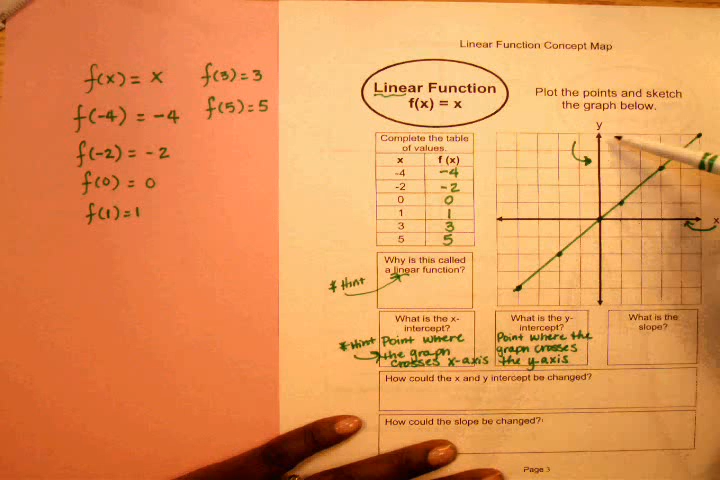 f(x) = x
f(-4) = -4
f(-2) = -2
f(0) = 0
f(1) = 1
f(3) = 3
f(5) = 5
Linear Function Concept Map
Linear Function
f(x) = x
Plot the points and sketch
the graph below.
Complete the table
of values.
x f (x)
-4 -4
-2 -2
0 0
1 1
3 3
5 5
y
x
Why is this called
a linear function?
* Hint
What is the x-
intercept?
* Hint Point where
the graph
crosses x-axis
What is the y-
intercept?
Point where the
graph crosses
the y-axis
What is the
slope?
How could the x and y intercept be changed?
How could the slope be changed?
Page 3